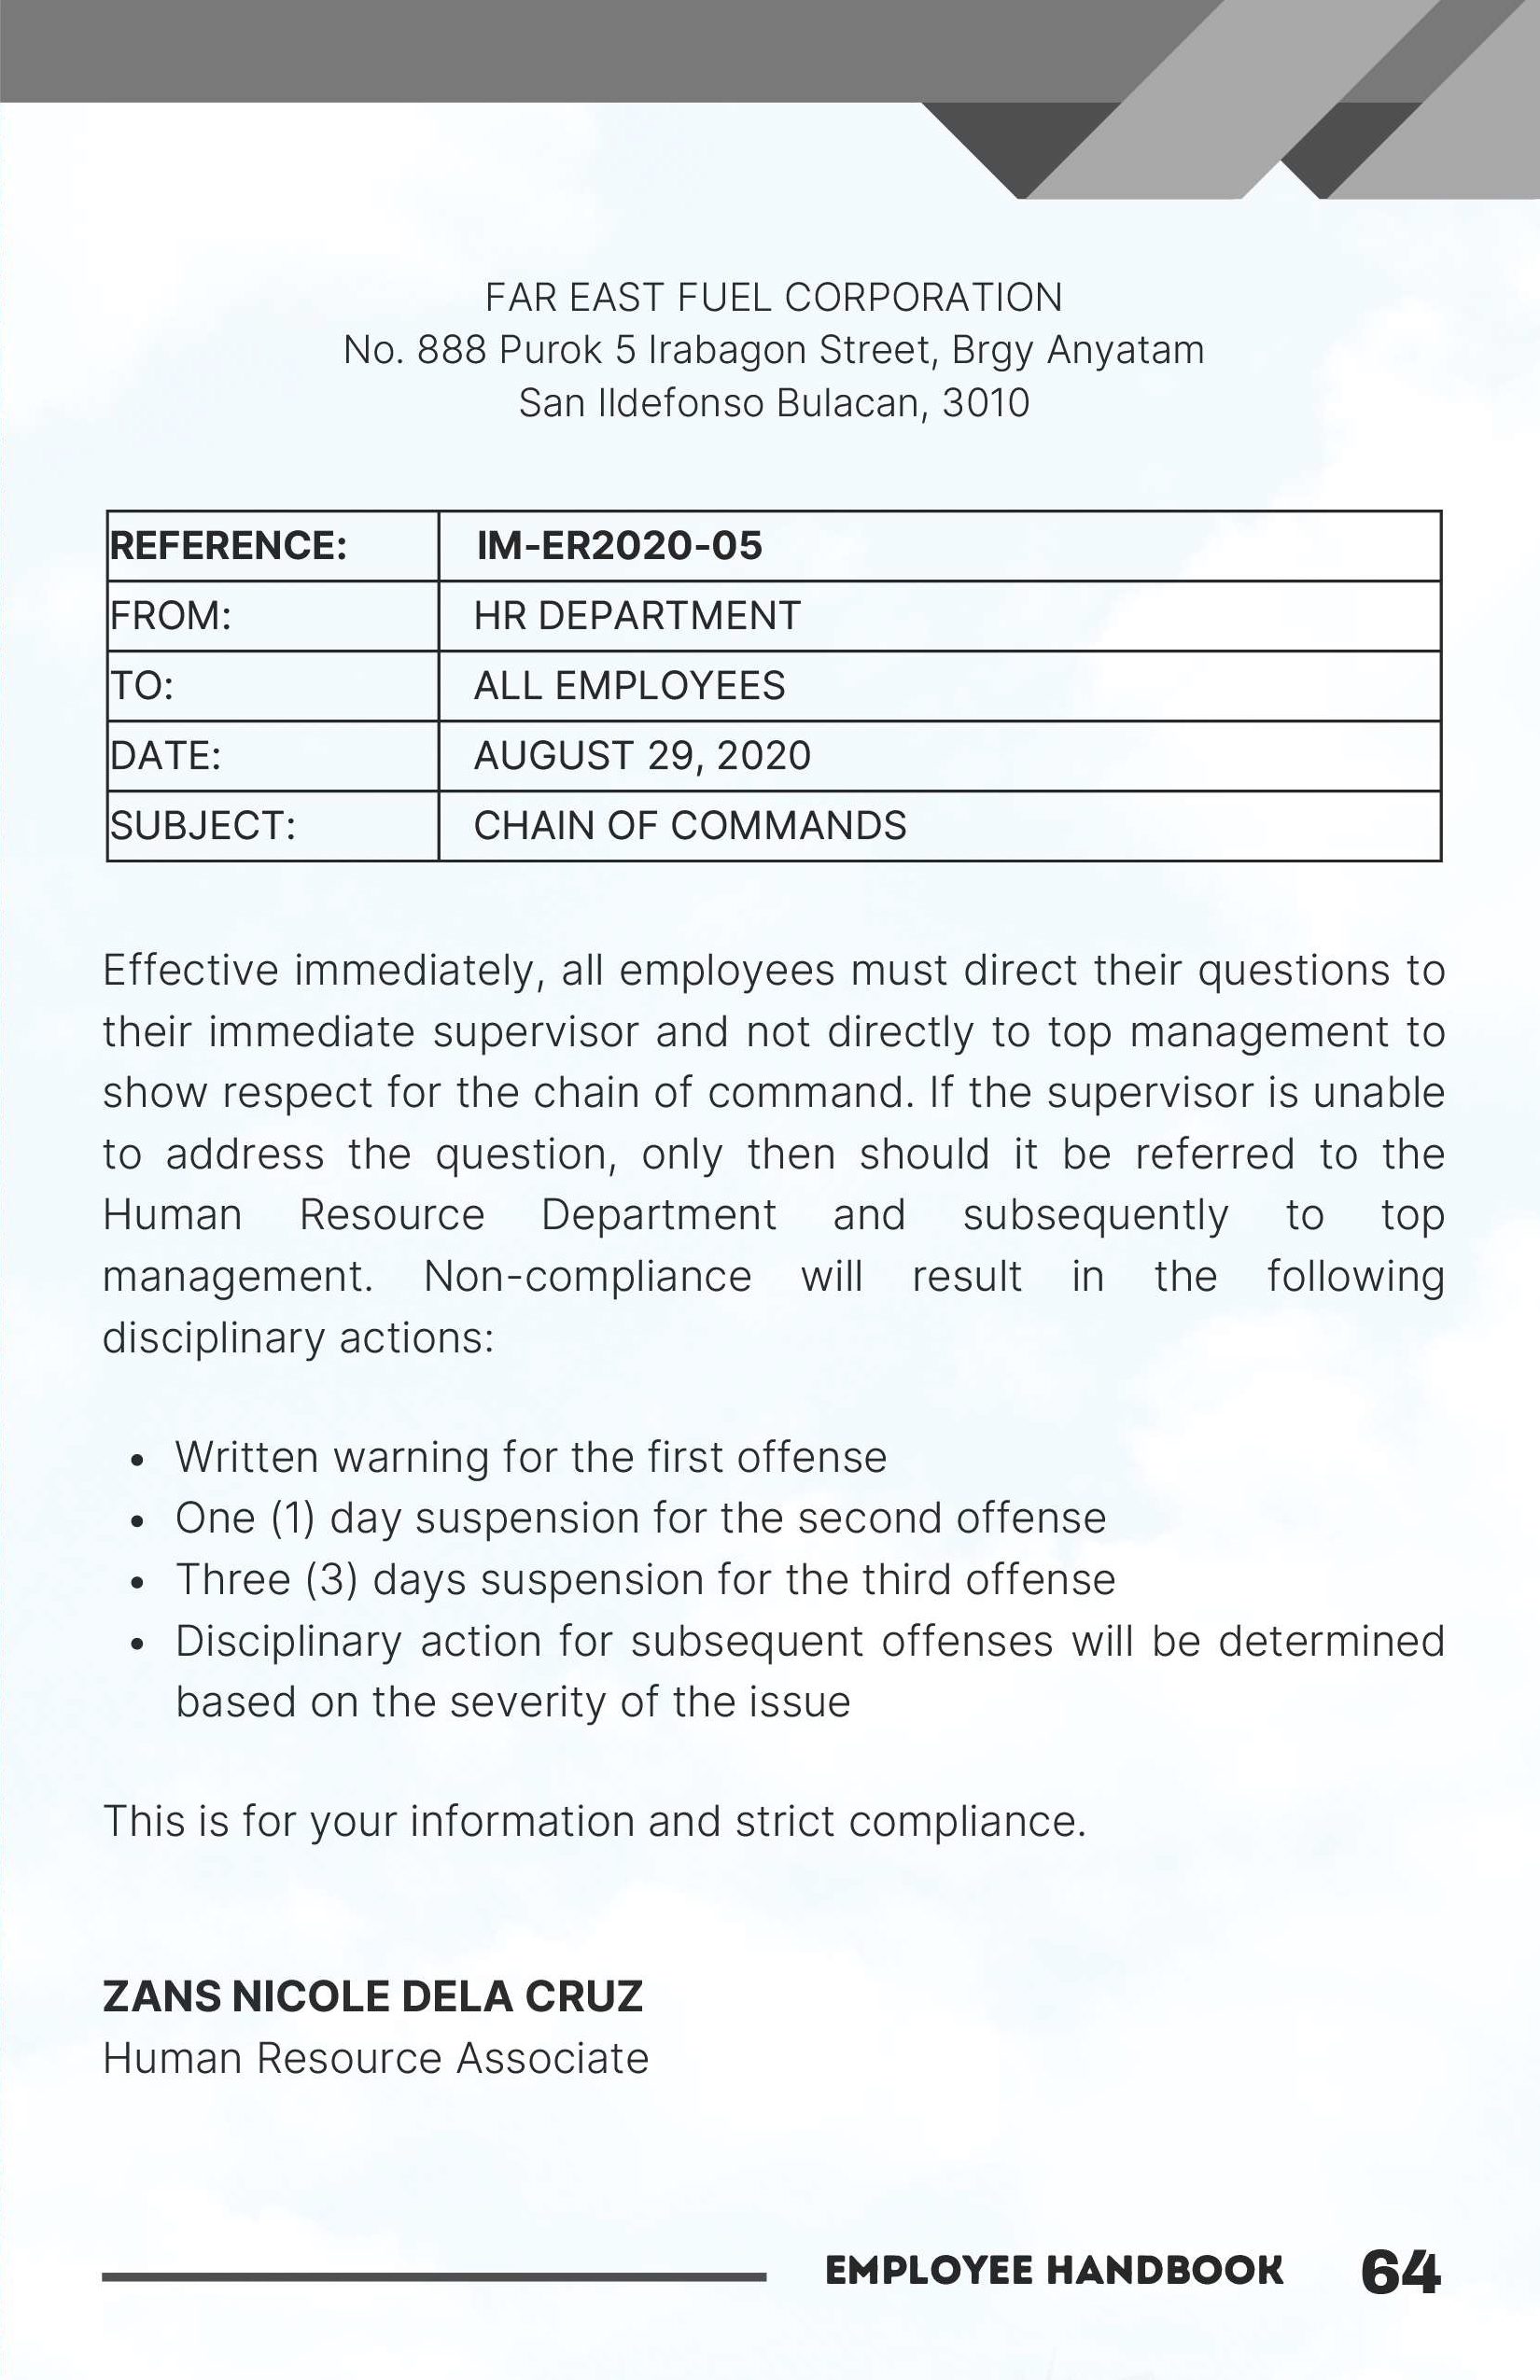 FAR EAST FUEL CORPORATION
No. 888 Purok 5 Irabagon Street, Brgy Anyatam
San Ildefonso Bulacan, 3010
REFERENCE: IM-ER2020-05
FROM: HR DEPARTMENT
TO: ALL EMPLOYEES
DATE: AUGUST 29, 2020
SUBJECT: CHAIN OF COMMANDS
Effective immediately, all employees must direct their questions to
their immediate supervisor and not directly to top management to
show respect for the chain of command. If the supervisor is unable
to address the question, only then should it be referred to the
Human Resource Department and subsequently to top
management. Non-compliance will result in the following
disciplinary actions:
• Written warning for the first offense
• One (1) day suspension for the second offense
• Three (3) days suspension for the third offense
• Disciplinary action for subsequent offenses will be determined
based on the severity of the issue
This is for your information and strict compliance.
ZANS NICOLE DELA CRUZ
Human Resource Associate
EMPLOYEE HANDBOOK 64